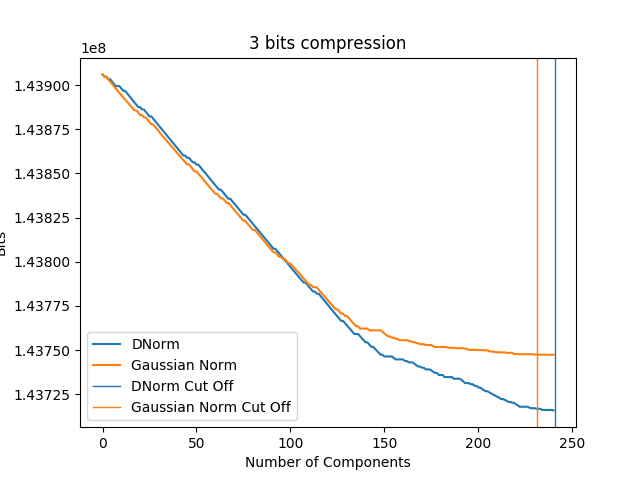 3 bits compression
1e8
1.43900
1.43875
1.43850
1.43825
1.43800
1.43775
1.43750
1.43725
Bits
DNorm
Gaussian Norm
DNorm Cut Off
Gaussian Norm Cut Off
0
50
100
150
200
250
Number of Components